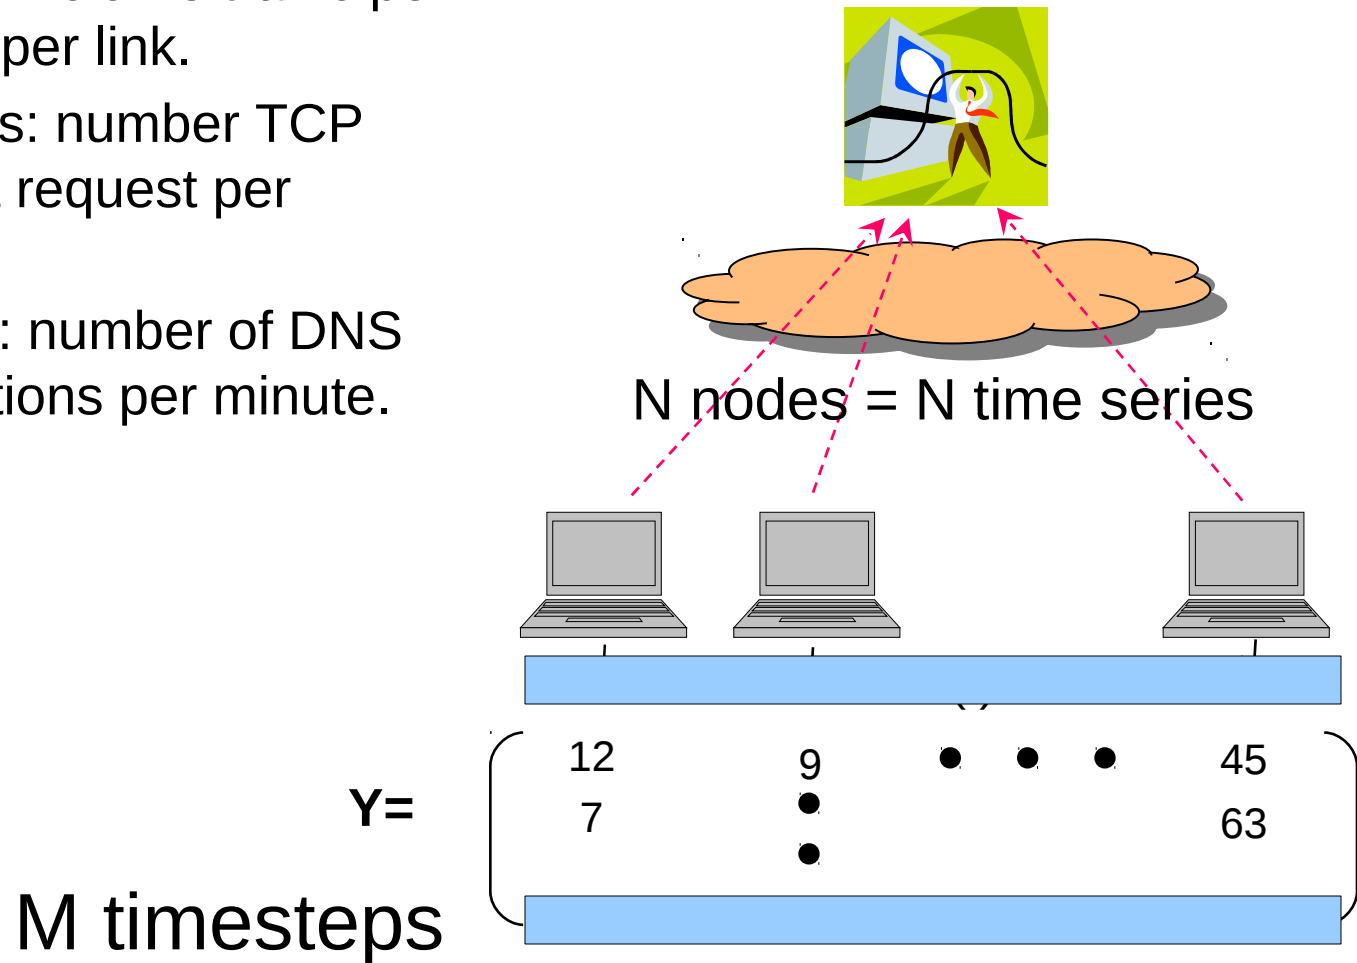 per link.
s: number TCP
request per
: number of DNS
tions per minute.
N nodes = N time series
12 9 45
Y=
7 63
M timesteps